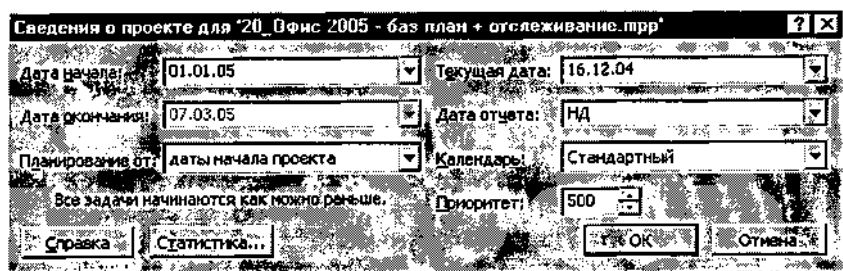 Сведения о проекте для '20_Офис 2005 - баз план + отслеживание.mpp'
Дата начала: 01.01.05 Текущая дата: 16.12.04
Дата окончания: 07.03.05 Дата отчета: НД
Планирование от: даты начала проекта Календарь: Стандартный
Все задачи начинаются как можно раньше. Приоритет: 500
Справка Статистика... ОК Отмена